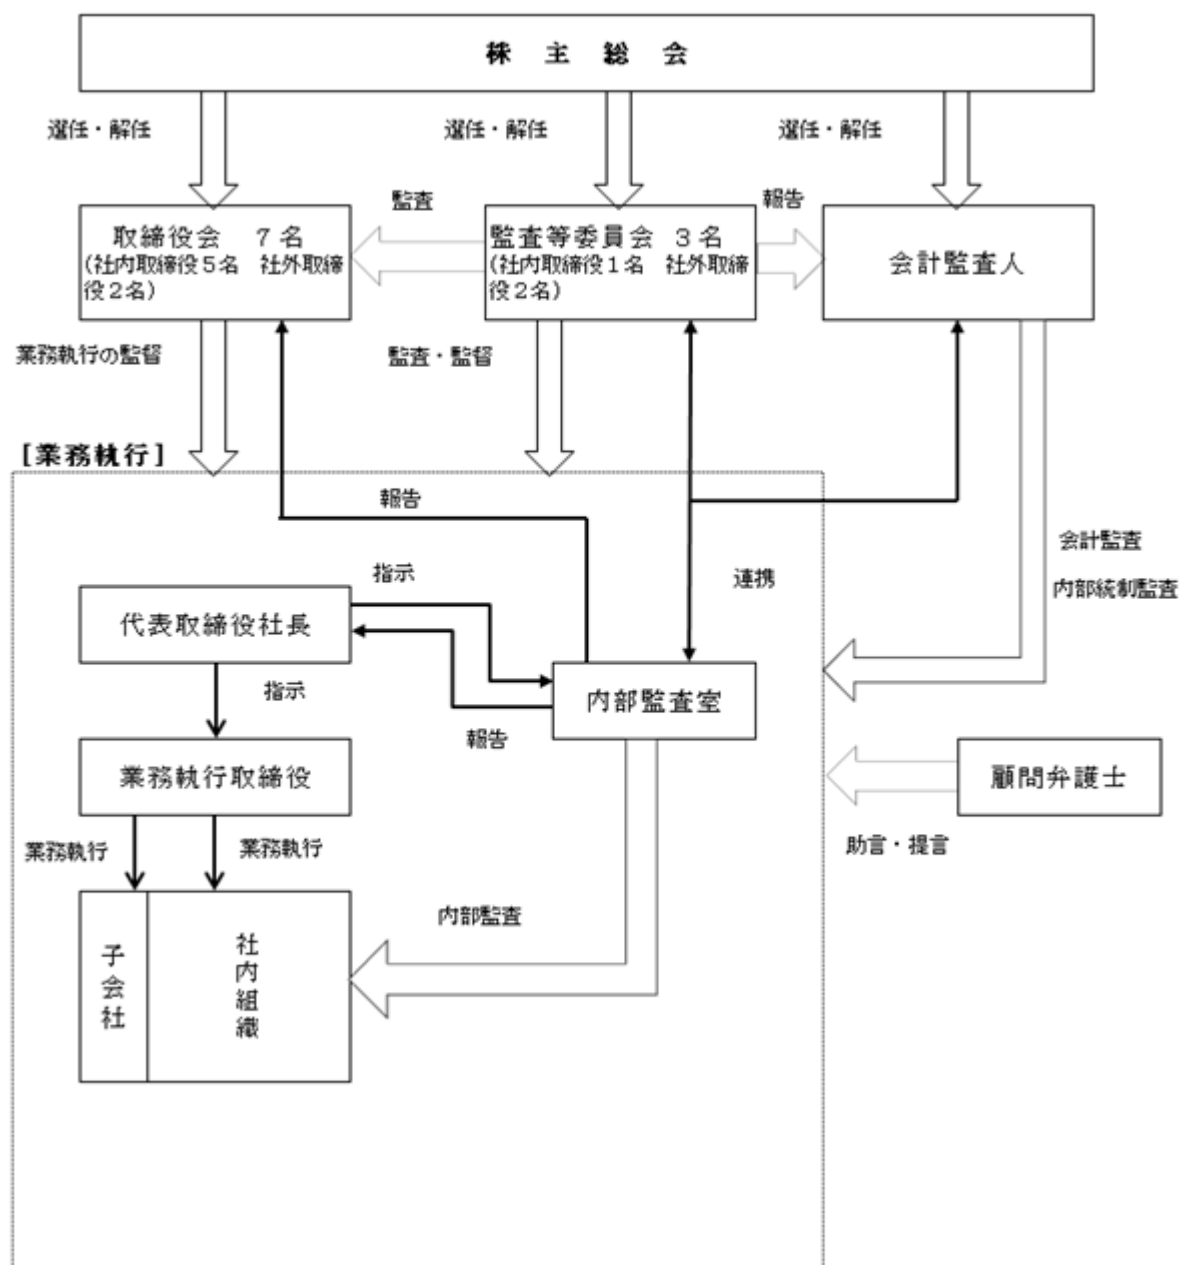 株 主 総 会
選任・解任
選任・解任
選任・解任
監査
報告
取締役会 7名
(社内取締役5名 社外取締
役2名)
監査等委員会 3名
(社内取締役1名 社外取締
役2名)
会計監査人
業務執行の監督
監査・監督
[業務執行]
報告
指示
連携
会計監査
内部統制監査
代表取締役社長
内部監査室
指示
報告
業務執行取締役
顧問弁護士
業務執行
業務執行
助言・提言
内部監査
子会社
社内組織